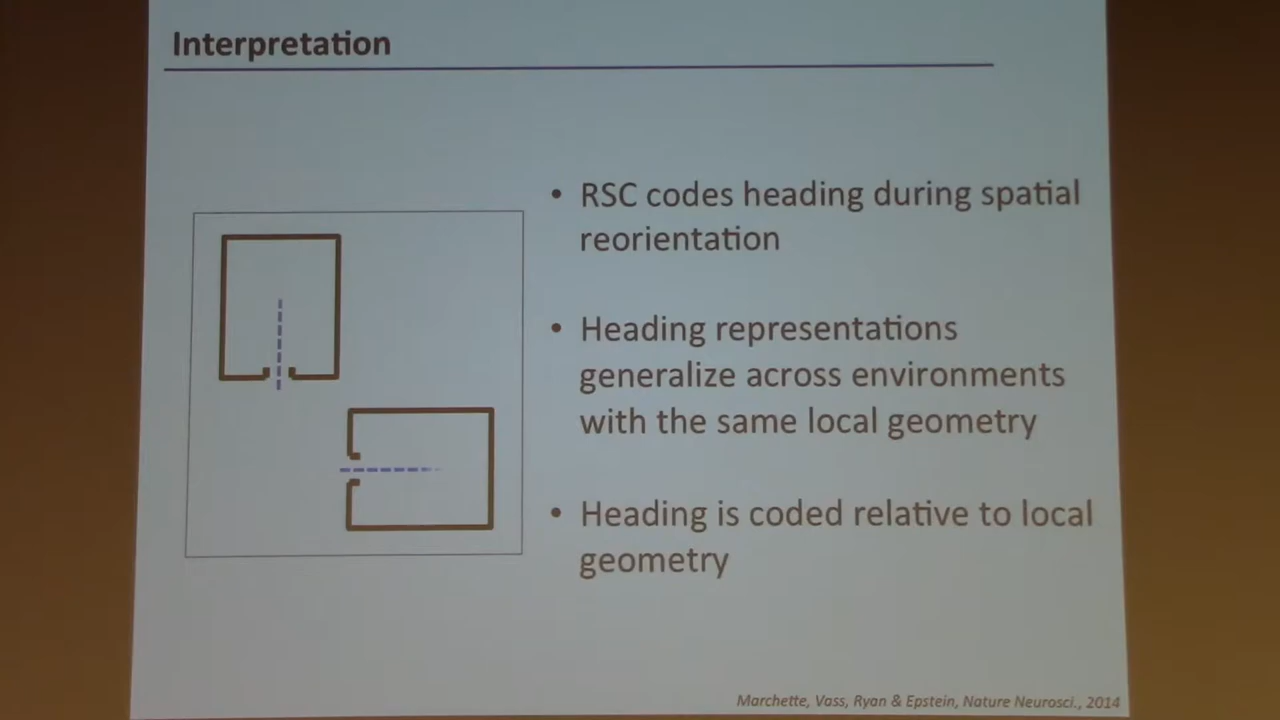 Interpretation
• RSC codes heading during spatial
reorientation
• Heading representations
generalize across environments
with the same local geometry
• Heading is coded relative to local
geometry
Marchette, Vass, Ryan & Epstein, Nature Neurosci., 2014